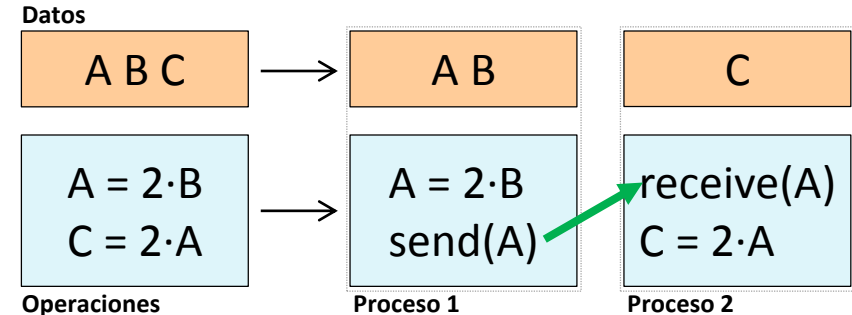 Datos
A B C
A B
C
A = 2·B
C = 2·A
A = 2·B
send(A)
receive(A)
C = 2·A
Operaciones
Proceso 1
Proceso 2